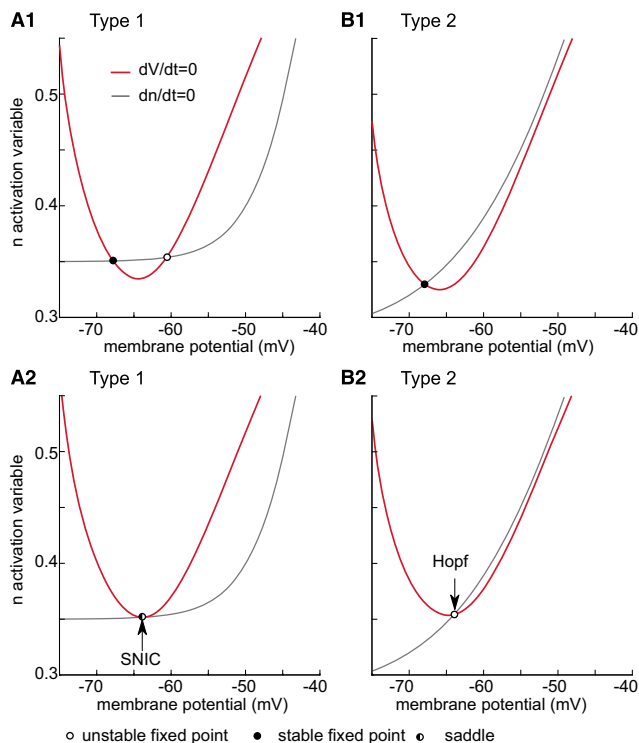 A1 Type 1
B1 Type 2
dV/dt=0
dn/dt=0
n activation variable
0.5
0.4
0.3
-70 -60 -50 -40
membrane potential (mV)
-70 -60 -50 -40
membrane potential (mV)
A2 Type 1
B2 Type 2
n activation variable
0.5
0.4
0.3
SNIC
Hopf
-70 -60 -50 -40
membrane potential (mV)
-70 -60 -50 -40
membrane potential (mV)
unstable fixed point stable fixed point saddle